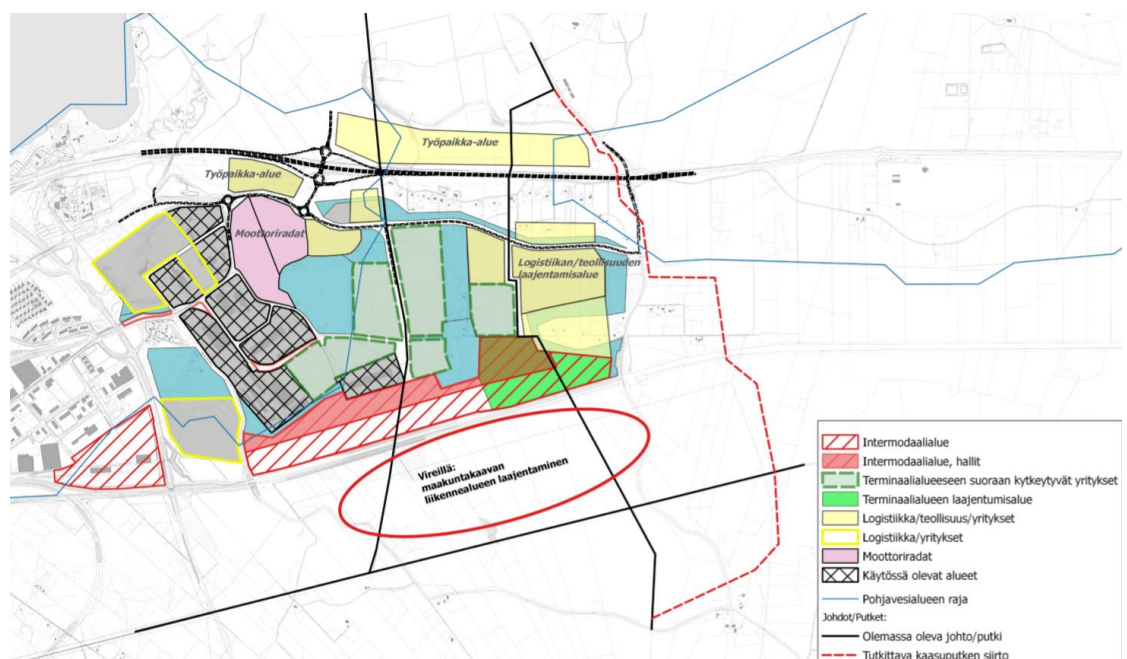 Työpaikka-alue
Työpaikka-alue
Moottoriradat
Logistiikan/teollisuuden
laajentamisalue
Vireillä:
maakuntakaavan
liikennealueen laajentaminen
Intermodaalialue
Intermodaalialue, hallit
Terminaalialueeseen suoraan kytkeytyvät yritykset
Terminaalialueen laajentumisalue
Logistiikka/teollisuus/yritykset
Logistiikka/yritykset
Moottoriradat
Käytössä olevat alueet
Pohjavesialueen raja
Johdot/Putket:
Olemassa oleva johto/putki
Tutkittava kaasuputken siirto